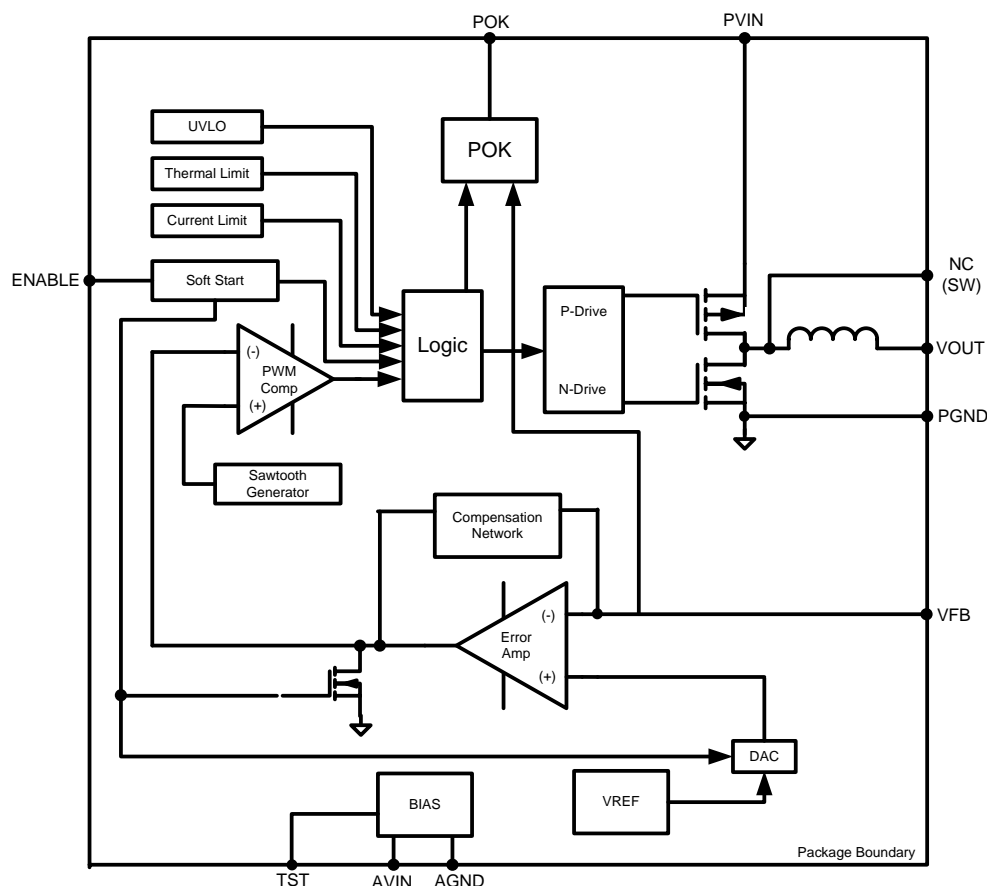 POK
PVIN
UVLO
POK
Thermal Limit
Current Limit
ENABLE
Soft Start
NC
(SW)
P-Drive
Logic
(-)
PWM
Comp
(+)
VOUT
N-Drive
PGND
Sawtooth
Generator
Compensation
Network
(-)
VFB
Error
Amp
(+)
DAC
BIAS
VREF
Package Boundary
TST
AVIN
AGND